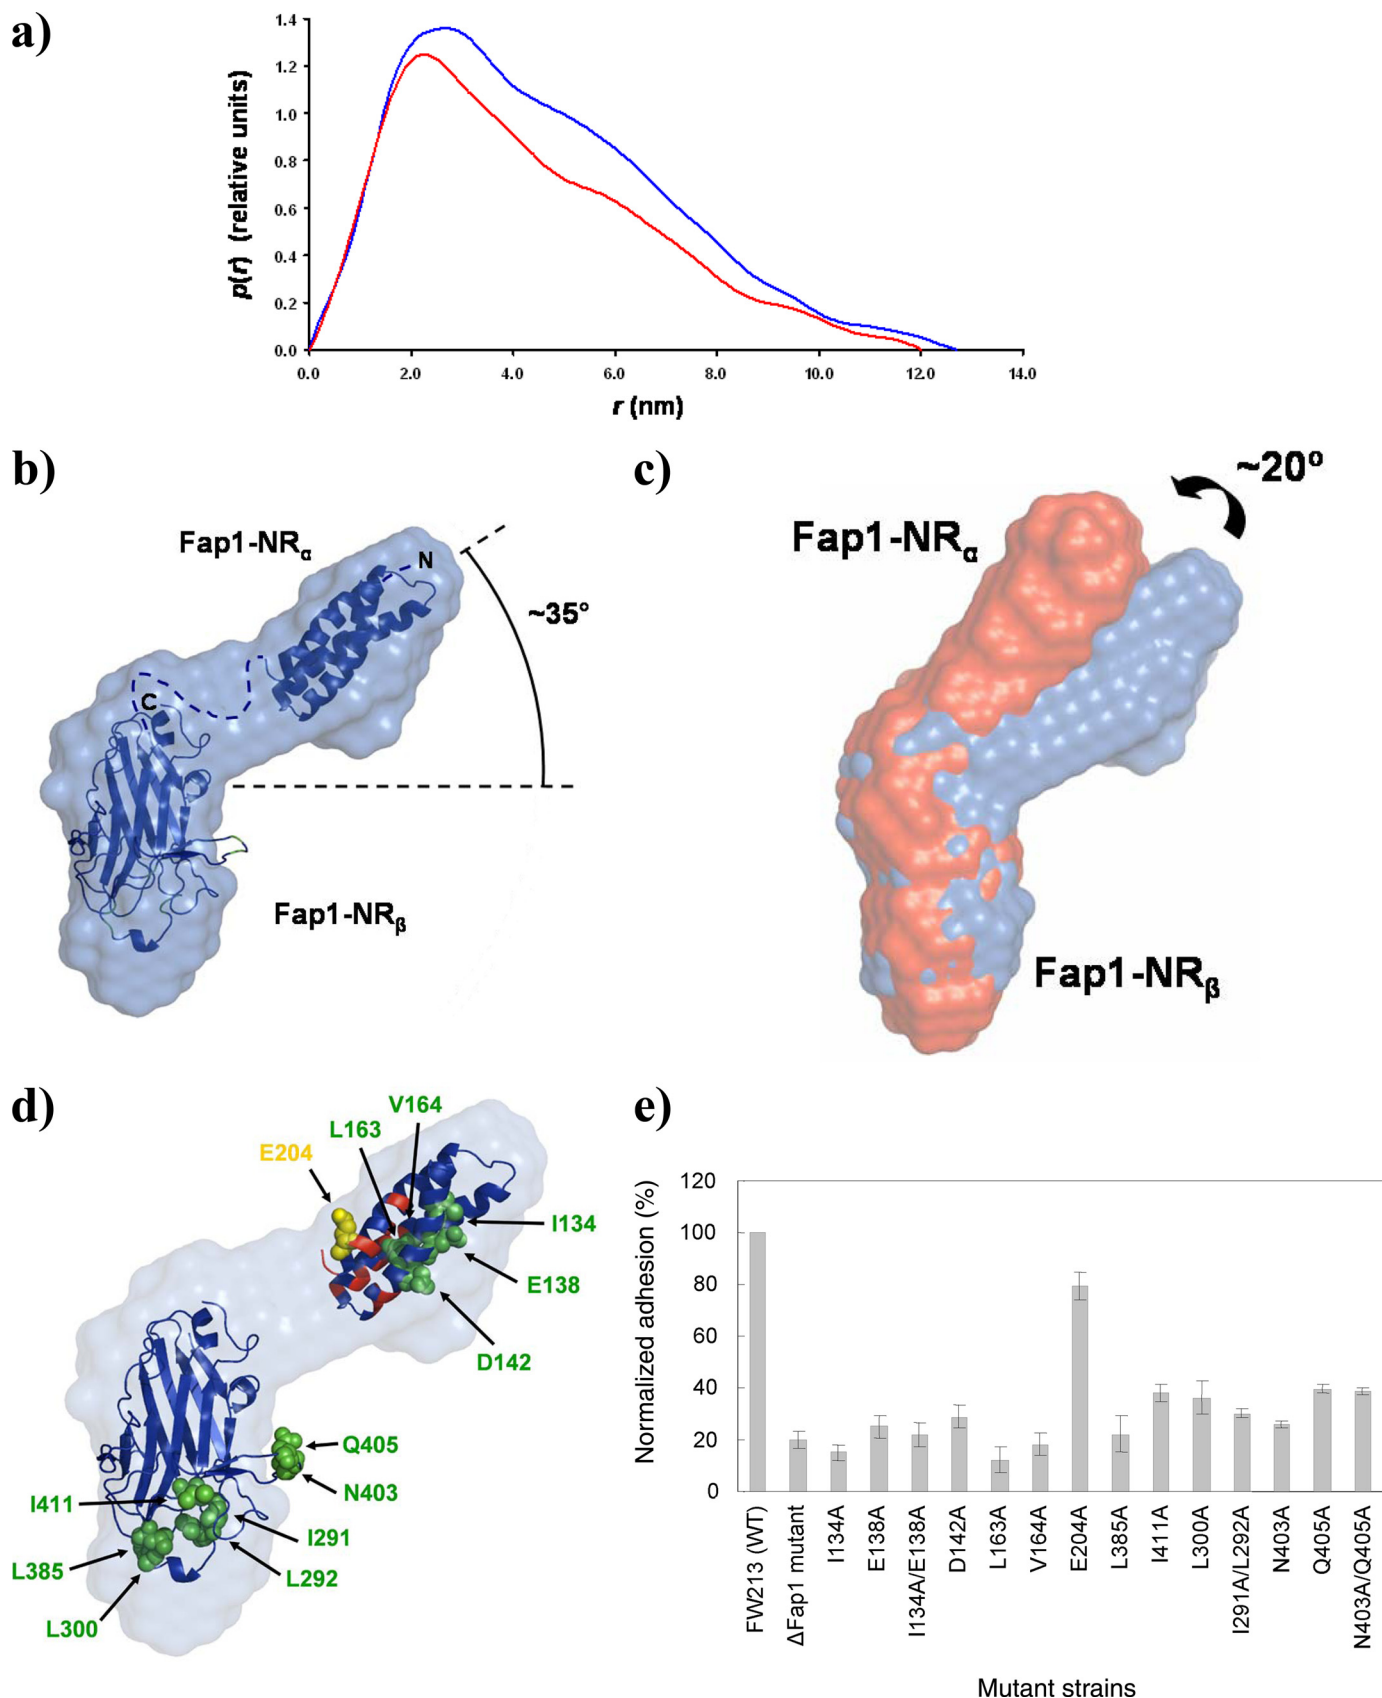 a)
1.4
1.2
1.0
0.8
0.6
0.4
0.2
0.0
p(r) (relative units)
0.0 2.0 4.0 6.0 8.0 10.0 12.0 14.0
r (nm)
b)
Fap1-NRα
N
~35°
C
Fap1-NRβ
c)
~20°
Fap1-NRα
Fap1-NRβ
d)
V164
L163
E204
I134
E138
D142
Q405
N403
I411
I291
L385
L292
L300
e)
Normalized adhesion (%)
120
100
80
60
40
20
0
FW213 (WT)
ΔFap1 mutant
I134A
E138A
I134A/E138A
D142A
L163A
V164A
E204A
L385A
I411A
L300A
I291A/L292A
N403A
Q405A
N403A/Q405A
Mutant strains